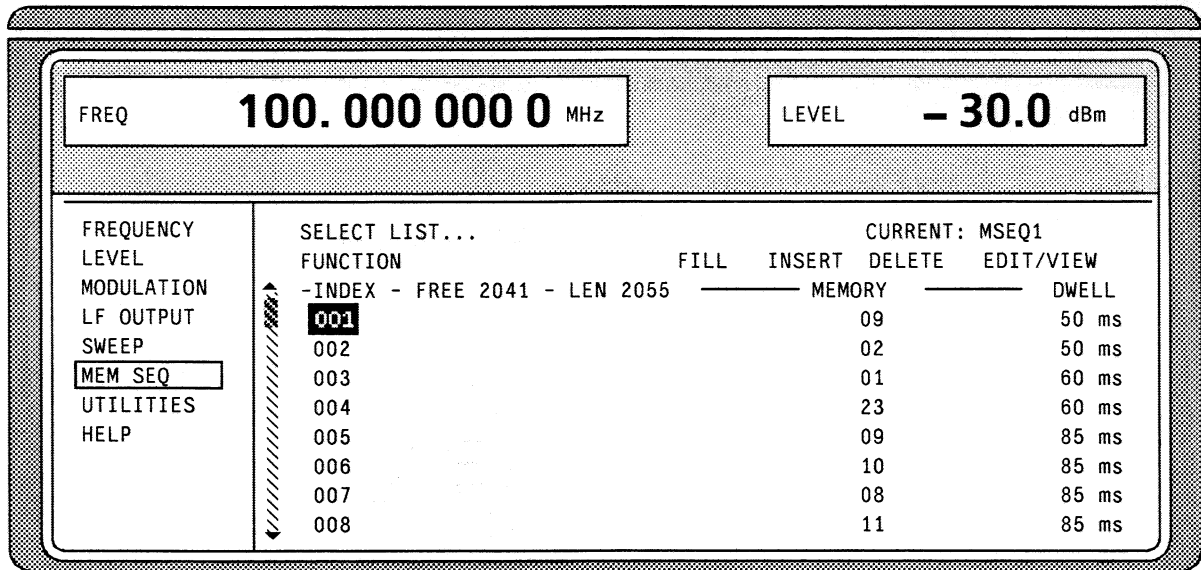 FREQ 100. 000 000 0 MHz LEVEL – 30.0 dBm
FREQUENCY
LEVEL
MODULATION
LF OUTPUT
SWEEP
MEM SEQ
UTILITIES
HELP
SELECT LIST... CURRENT: MSEQ1
FUNCTION FILL INSERT DELETE EDIT/VIEW
-INDEX - FREE 2041 - LEN 2055 MEMORY DWELL
001 09 50 ms
002 02 50 ms
003 01 60 ms
004 23 60 ms
005 09 85 ms
006 10 85 ms
007 08 85 ms
008 11 85 ms